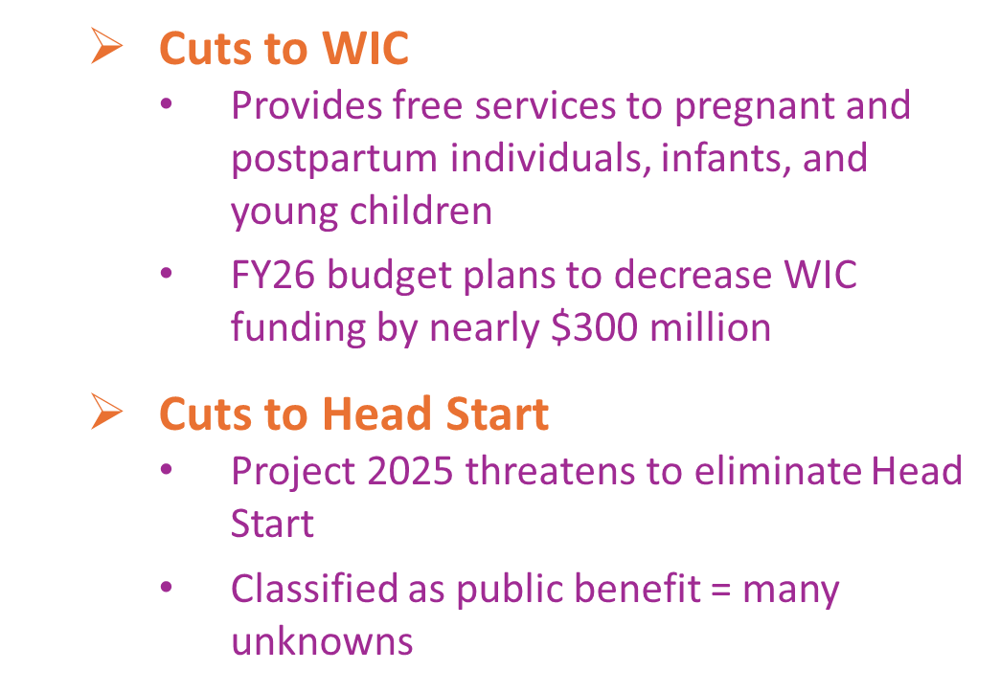 ➢ Cuts to WIC
• Provides free services to pregnant and
postpartum individuals, infants, and
young children
• FY26 budget plans to decrease WIC
funding by nearly $300 million
➢ Cuts to Head Start
• Project 2025 threatens to eliminate Head
Start
• Classified as public benefit = many
unknowns